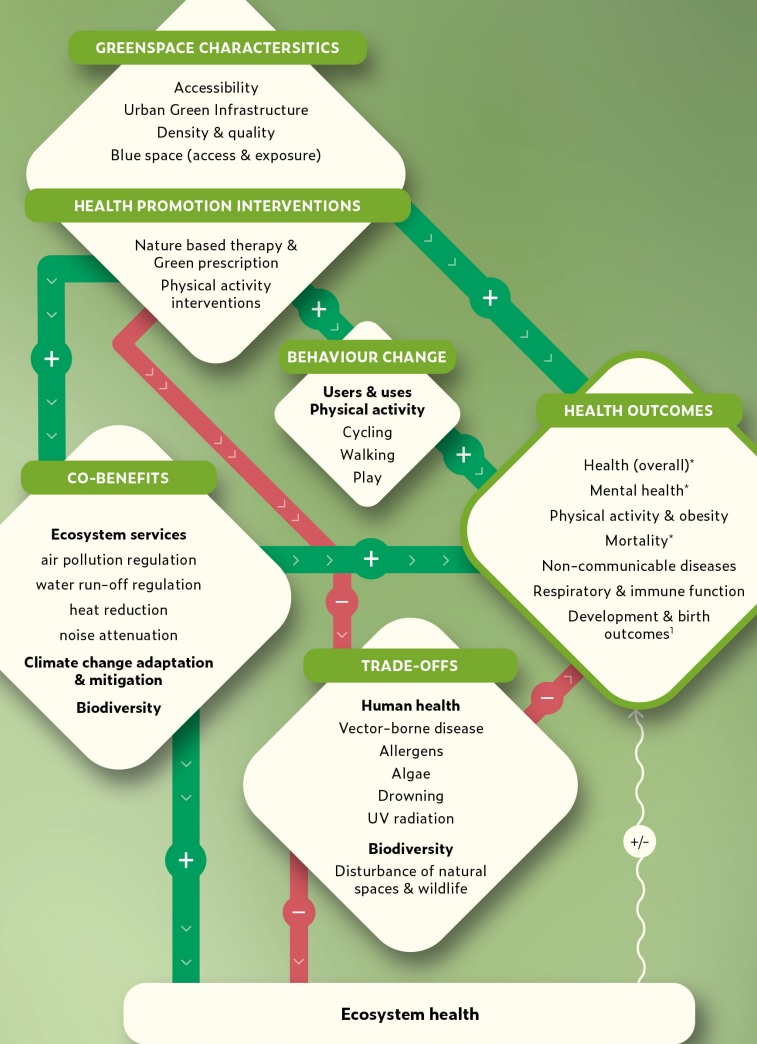 GREENSPACE CHARACTERSITICS
Accessibility
Urban Green Infrastructure
Density & quality
Blue space (access & exposure)
HEALTH PROMOTION INTERVENTIONS
Nature based therapy &
Green prescription
Physical activity
interventions
+
+
+
BEHAVIOUR CHANGE
Users & uses
Physical activity
Cycling
Walking
Play
+
HEALTH OUTCOMES
Health (overall)*
Mental health*
Physical activity & obesity
Mortality*
Non-communicable diseases
Respiratory & immune function
Development & birth
outcomes¹
CO-BENEFITS
Ecosystem services
air pollution regulation
water run-off regulation
heat reduction
noise attenuation
Climate change adaptation
& mitigation
Biodiversity
+
−
TRADE-OFFS
Human health
Vector-borne disease
Allergens
Algae
Drowning
UV radiation
Biodiversity
Disturbance of natural
spaces & wildlife
−
+/-
+
−
Ecosystem health